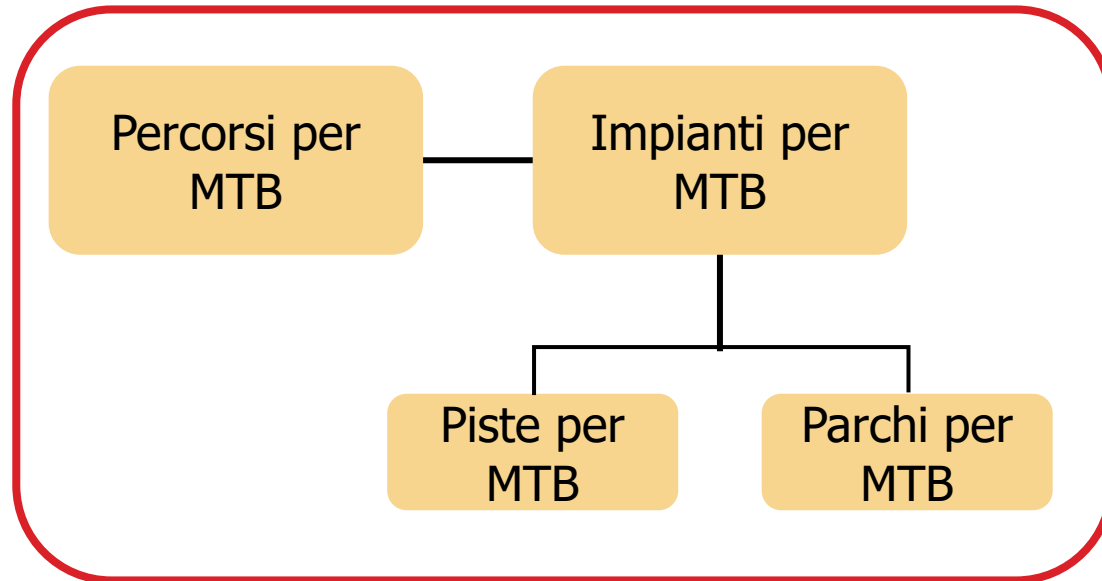 Percorsi per
MTB
Impianti per
MTB
Piste per
MTB
Parchi per
MTB